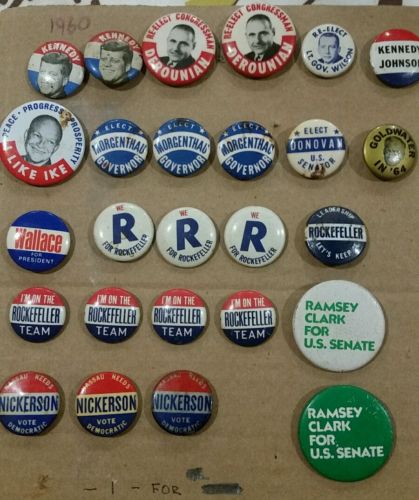 1960
KENNEDY
KENNEDY
RE-ELECT CONGRESSMAN
DEROUNIAN
RE-ELECT CONGRESSMAN
DEROUNIAN
RE-ELECT
LT. GOV. WILSON
KENNEDY
JOHNSON
PEACE • PROGRESS • PROSPERITY
I LIKE IKE
ELECT
MORGENTHAU
GOVERNOR
ELECT
MORGENTHAU
GOVERNOR
ELECT
MORGENTHAU
GOVERNOR
ELECT
DONOVAN
U.S.
SENATOR
GOLDWATER
IN '64
Wallace
FOR
PRESIDENT
WE
R
FOR ROCKEFELLER
WE
R
FOR ROCKEFELLER
WE
R
FOR ROCKEFELLER
LEADERSHIP
ROCKEFELLER
LET'S KEEP
I'M ON THE
ROCKEFELLER
TEAM
I'M ON THE
ROCKEFELLER
TEAM
I'M ON THE
ROCKEFELLER
TEAM
I'M ON THE
ROCKEFELLER
TEAM
RAMSEY
CLARK
FOR
U.S. SENATE
NASSAU NEEDS
NICKERSON
VOTE
DEMOCRATIC
NASSAU NEEDS
NICKERSON
VOTE
DEMOCRATIC
NASSAU NEEDS
NICKERSON
VOTE
DEMOCRATIC
RAMSEY
CLARK
FOR
U.S. SENATE
- 1 - FOR